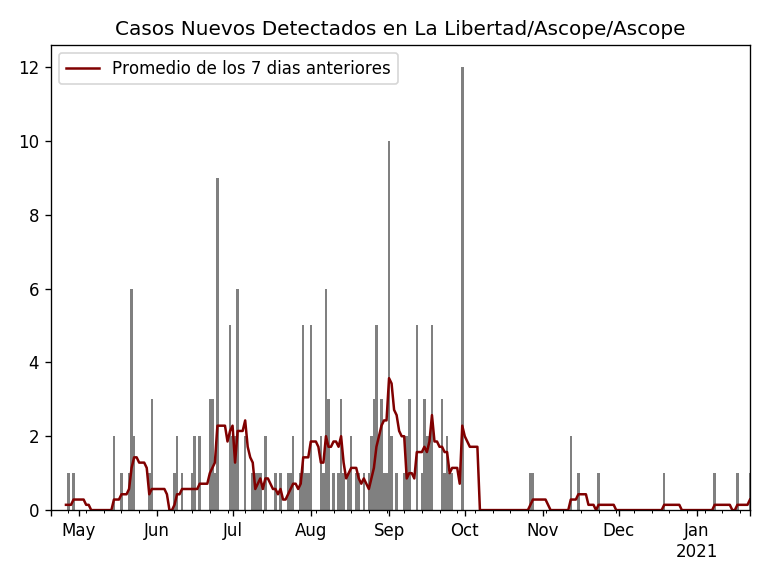 Casos Nuevos Detectados en La Libertad/Ascope/Ascope
Promedio de los 7 dias anteriores
12
10
8
6
4
2
0
May Jun Jul Aug Sep Oct Nov Dec Jan
2021